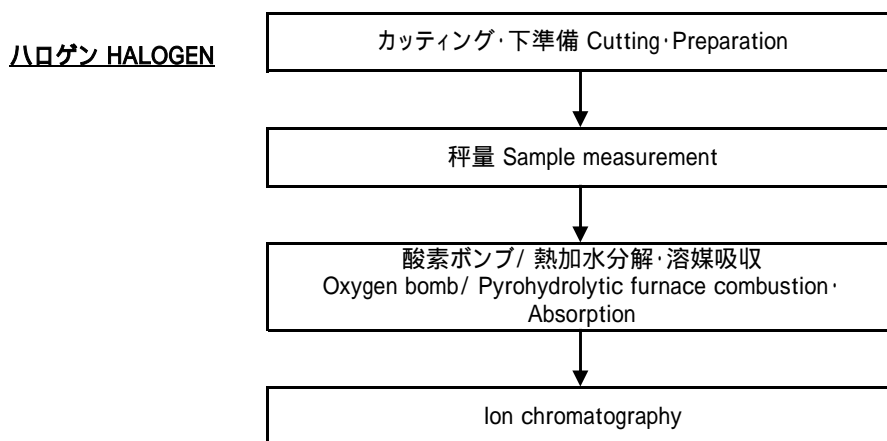 ハロゲン HALOGEN
カッティング・下準備 Cutting・Preparation
秤量 Sample measurement
酸素ボンブ/ 熱加水分解・溶媒吸収
Oxygen bomb/ Pyrohydrolytic furnace combustion・
Absorption
Ion chromatography